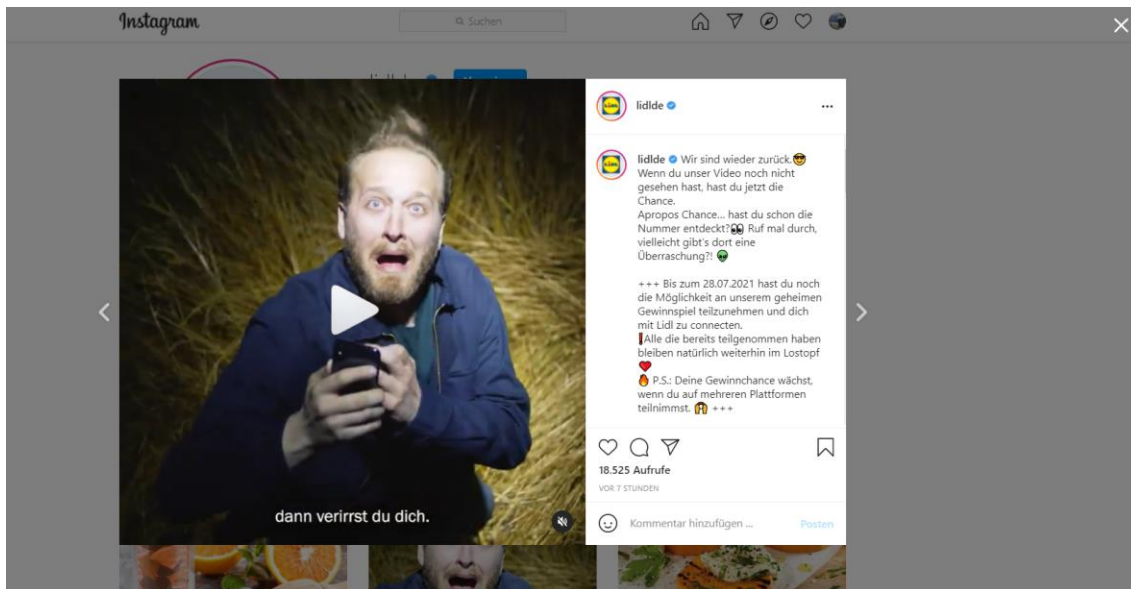 Instagram
Suchen
lidlde
lidlde Wir sind wieder zurück.😎
Wenn du unser Video noch nicht
gesehen hast, hast du jetzt die
Chance.
Apropos Chance... hast du schon die
Nummer entdeckt?👀 Ruf mal durch,
vielleicht gibt's dort eine
Überraschung?! 👽
+++ Bis zum 28.07.2021 hast du noch
die Möglichkeit an unserem geheimen
Gewinnspiel teilzunehmen und dich
mit Lidl zu connecten.
❗Alle die bereits teilgenommen haben
bleiben natürlich weiterhin im Lostopf
❤️
🔥 P.S.: Deine Gewinnchance wächst,
wenn du auf mehreren Plattformen
teilnimmst. 🙀 +++
18.525 Aufrufe
VOR 7 STUNDEN
Kommentar hinzufügen ...
Posten
dann verirrst du dich.